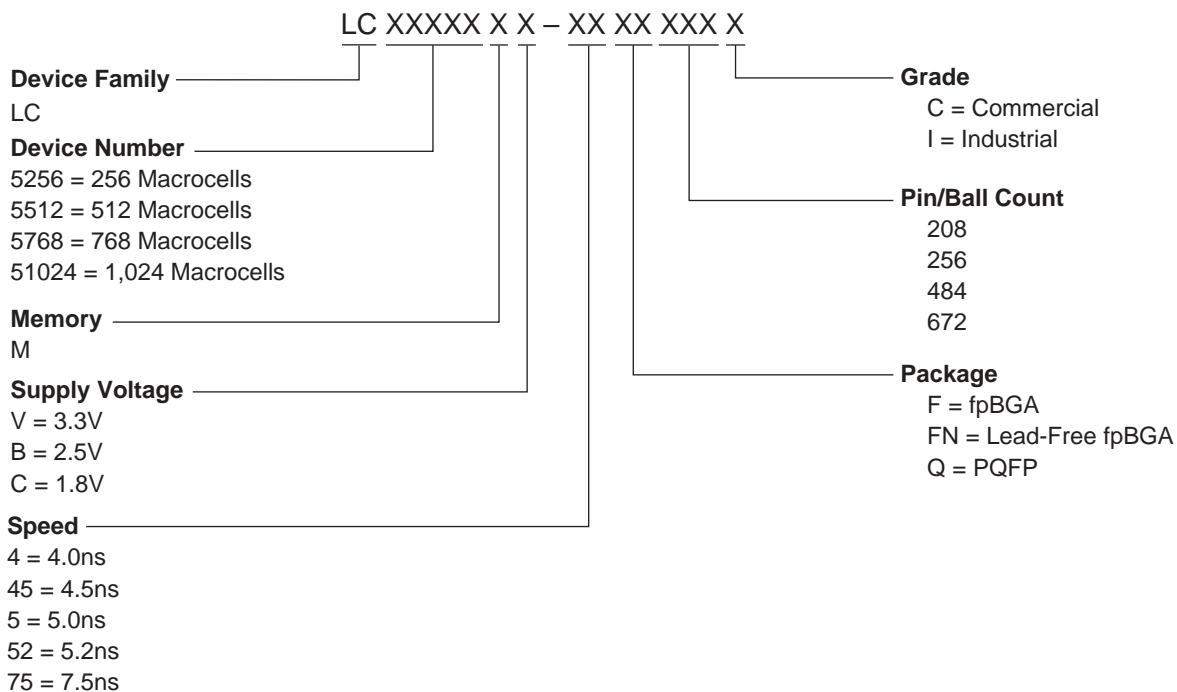 LC XXXXX X X – XX XX XXX X
Device Family
LC
Device Number
5256 = 256 Macrocells
5512 = 512 Macrocells
5768 = 768 Macrocells
51024 = 1,024 Macrocells
Memory
M
Supply Voltage
V = 3.3V
B = 2.5V
C = 1.8V
Speed
4 = 4.0ns
45 = 4.5ns
5 = 5.0ns
52 = 5.2ns
75 = 7.5ns
Grade
C = Commercial
I = Industrial
Pin/Ball Count
208
256
484
672
Package
F = fpBGA
FN = Lead-Free fpBGA
Q = PQFP